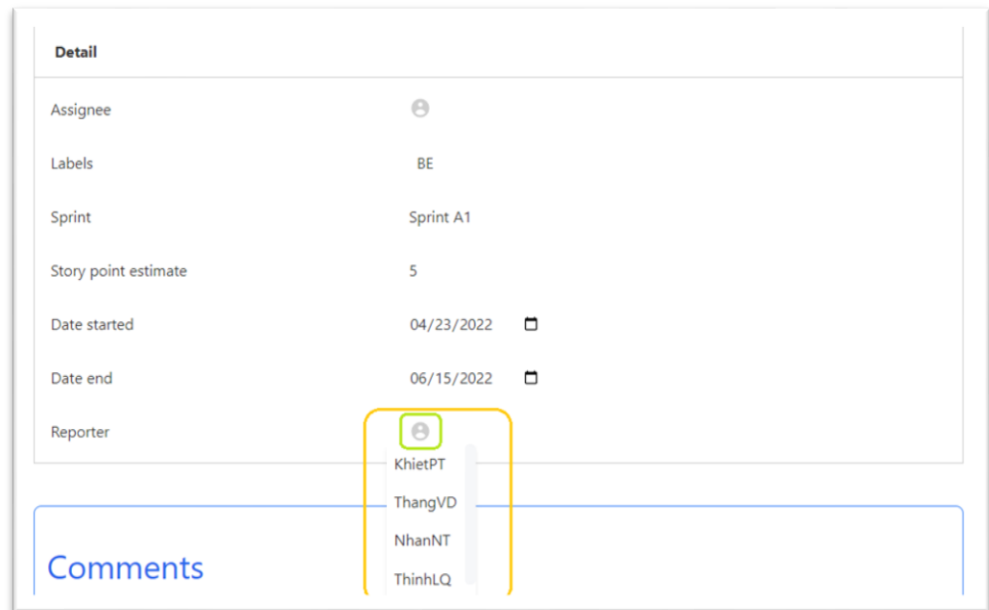 Detail
Assignee
Labels BE
Sprint Sprint A1
Story point estimate 5
Date started 04/23/2022
Date end 06/15/2022
Reporter
KhietPT
ThangVD
NhanNT
Comments
ThinhLQ